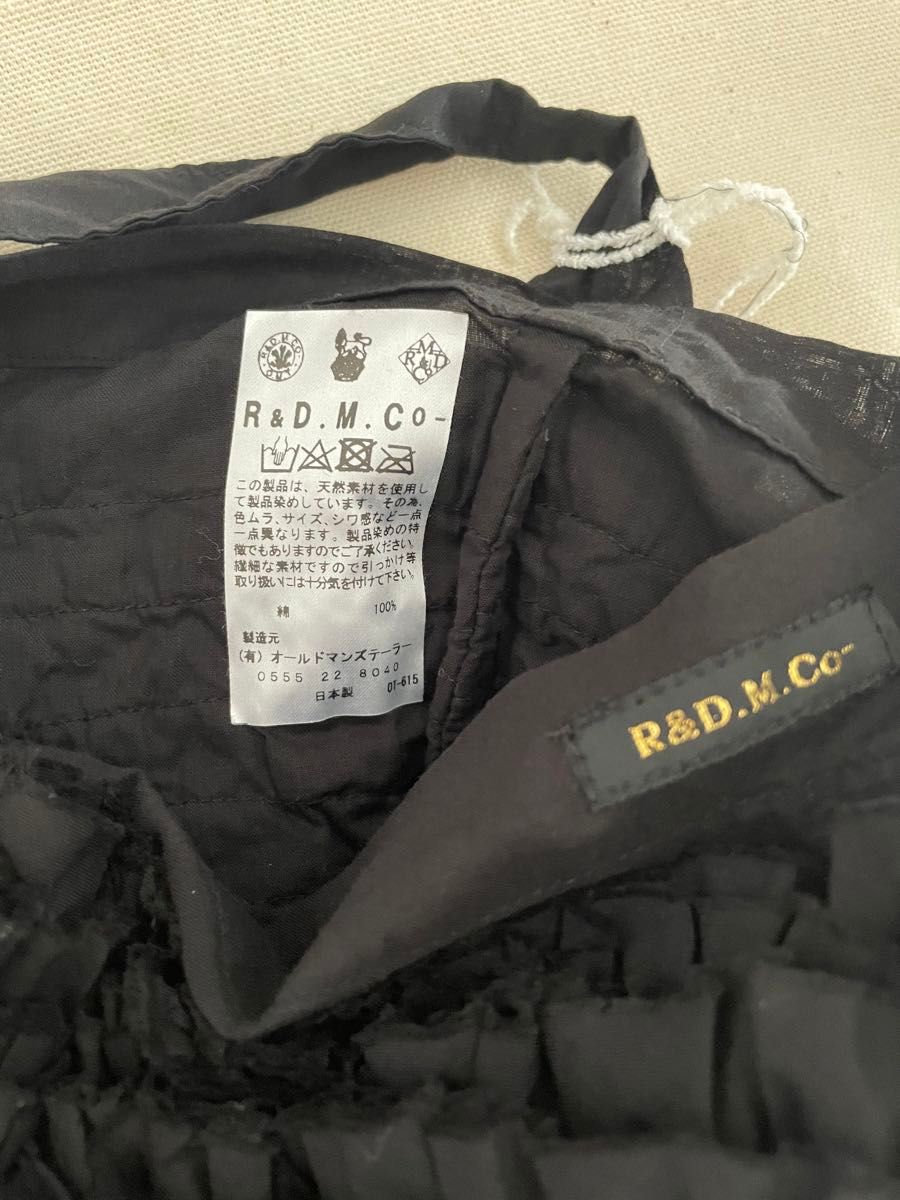 R&D.M.CO
OUT
R M D & CO
R&D.M.Co-
この製品は、天然素材を使用し
て製品染めしています。その為、
色ムラ、サイズ、シワ感など一点
一点異なります。製品染めの特
徴でもありますのでご了承ください。
繊細な素材ですので引っかけ等
取り扱いには十分気を付けて下さい。
綿 100%
製造元
(有) オールドマンズテーラー
0555 22 8040
日本製 OT-615
R&D.M.Co-